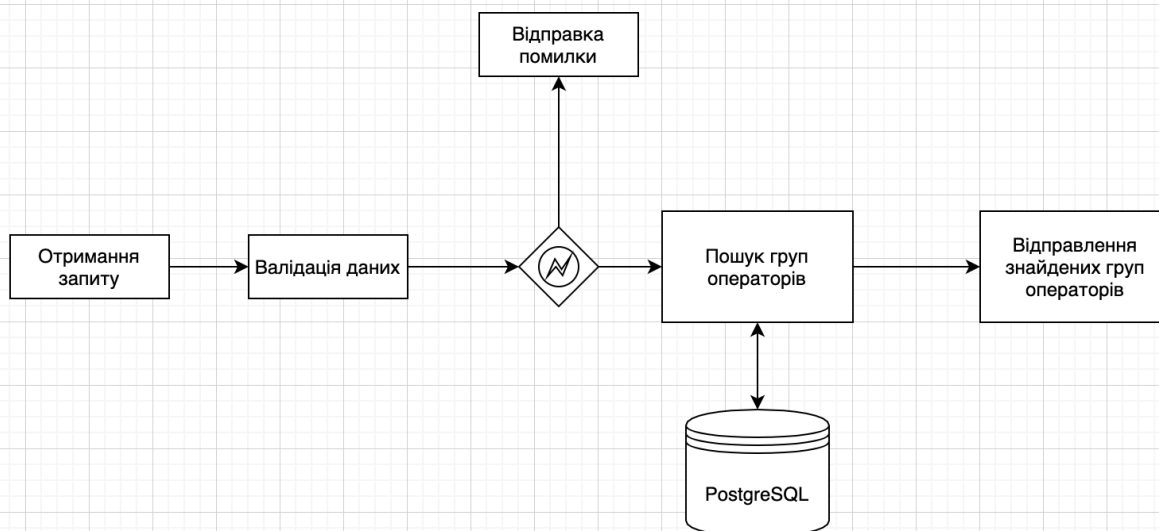 Відправка
помилки
Отримання
запиту
Валідація даних
Пошук груп
операторів
Відправлення
знайдених груп
операторів
PostgreSQL